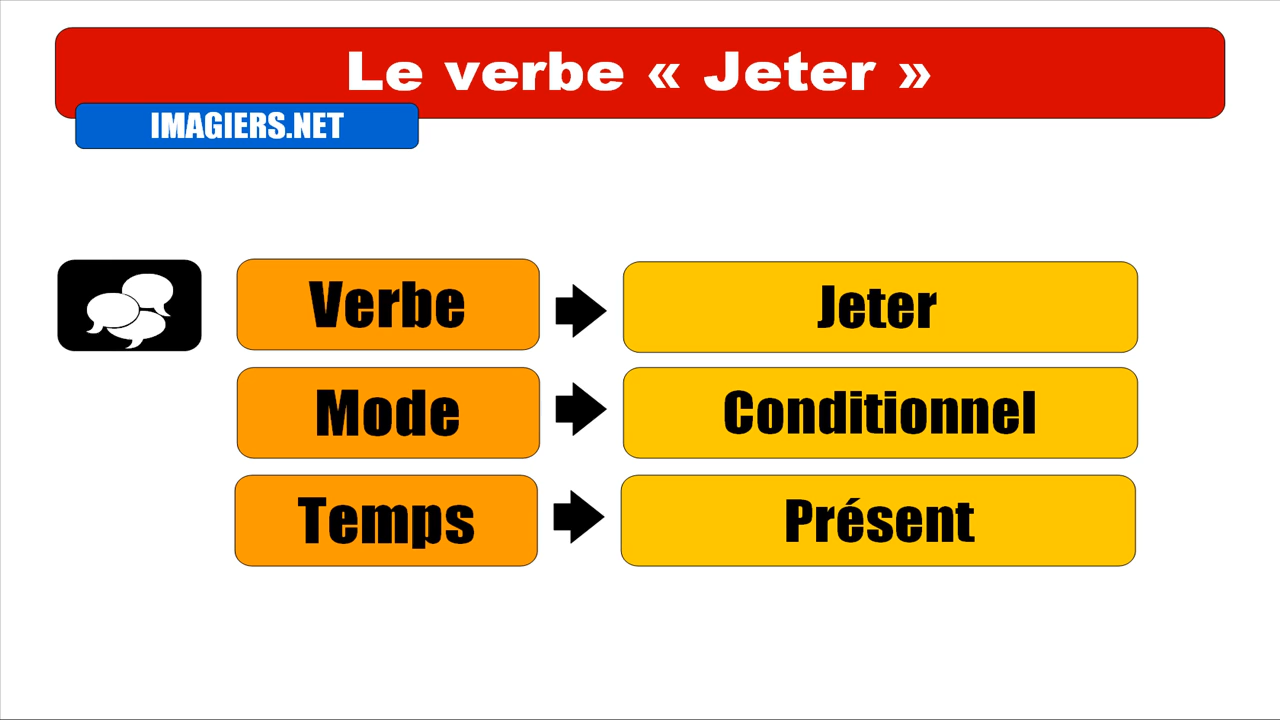 Le verbe « Jeter »
IMAGIERS.NET
Verbe
Jeter
Mode
Conditionnel
Temps
Présent